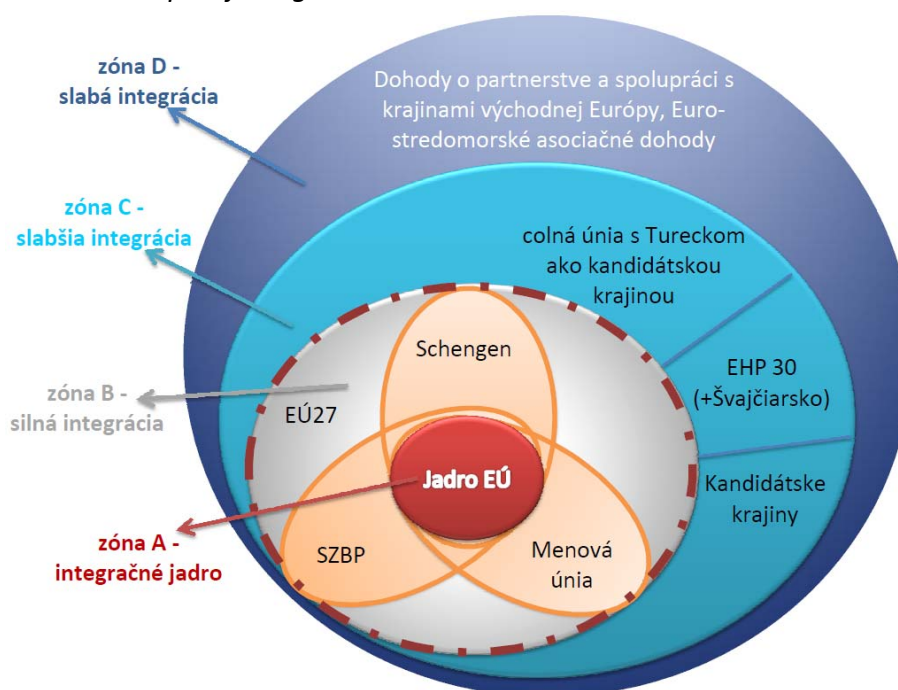 zóna D -
slabá integrácia
Dohody o partnerstve a spolupráci s
krajinami východnej Európy, Euro-
stredomorské asociačné dohody
zóna C -
slabšia integrácia
colná únia s Tureckom
ako kandidátskou
krajinou
Schengen
EHP 30
(+Švajčiarsko)
zóna B -
silná integrácia
EÚ27
Jadro EÚ
Kandidátske
krajiny
zóna A -
integračné jadro
SZBP
Menová
únia